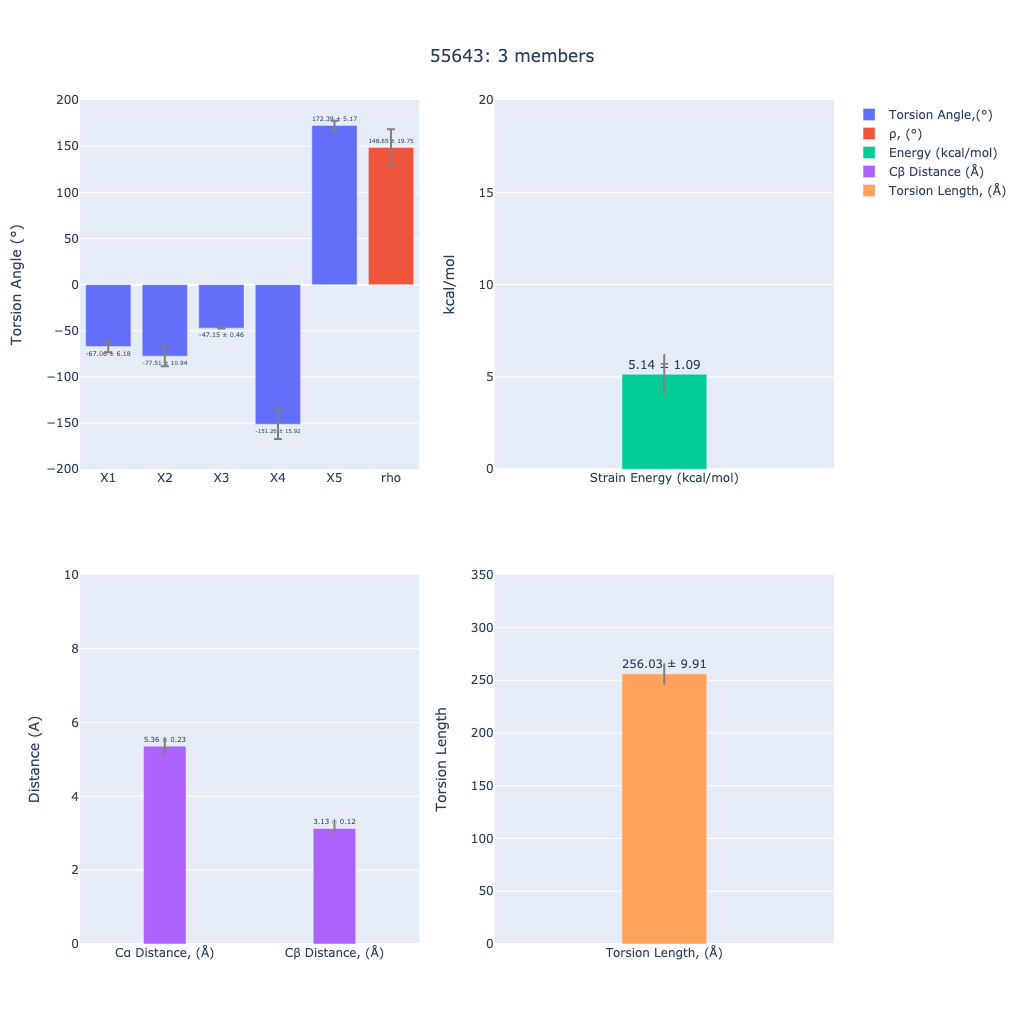 55643: 3 members
200
150
100
50
0
−50
−100
−150
−200
Torsion Angle (°)
-67.06 ± 6.18
-77.51 ± 10.94
-47.15 ± 0.46
-151.26 ± 15.92
172.39 ± 5.17
148.65 ± 19.75
X1 X2 X3 X4 X5 rho
20
15
10
5
0
kcal/mol
5.14 ± 1.09
Strain Energy (kcal/mol)
Torsion Angle,(°)
ρ, (°)
Energy (kcal/mol)
Cβ Distance (Å)
Torsion Length, (Å)
10
8
6
4
2
0
Distance (A)
5.36 ± 0.23
3.13 ± 0.12
Cα Distance, (Å) Cβ Distance, (Å)
350
300
250
200
150
100
50
0
Torsion Length
256.03 ± 9.91
Torsion Length, (Å)